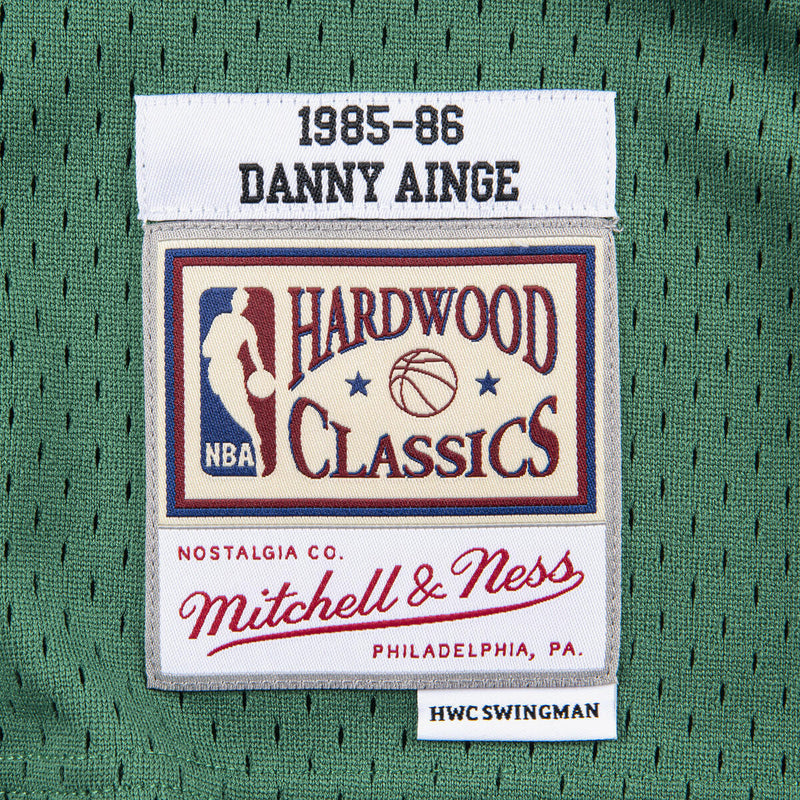 1985-86
DANNY AINGE
HARDWOOD
CLASSICS
NBA
NOSTALGIA CO.
Mitchell & Ness
PHILADELPHIA, PA.
HWC SWINGMAN